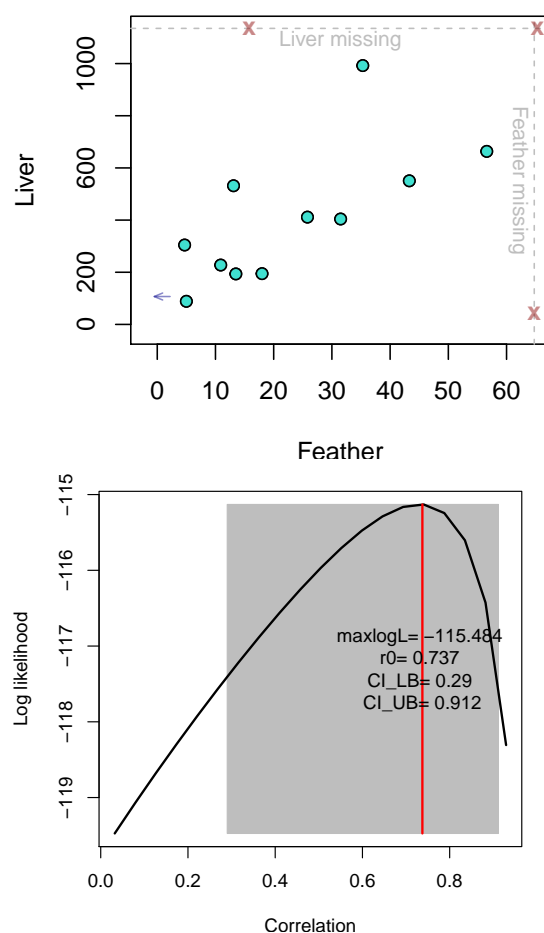 x x
Liver missing
1000
600
200
0
Liver
Feather missing
x
0 10 20 30 40 50 60
Feather
−115
−116
−117
−118
−119
Log likelihood
maxlogL= −115.484
r0= 0.737
CI_LB= 0.29
CI_UB= 0.912
0.0 0.2 0.4 0.6 0.8
Correlation